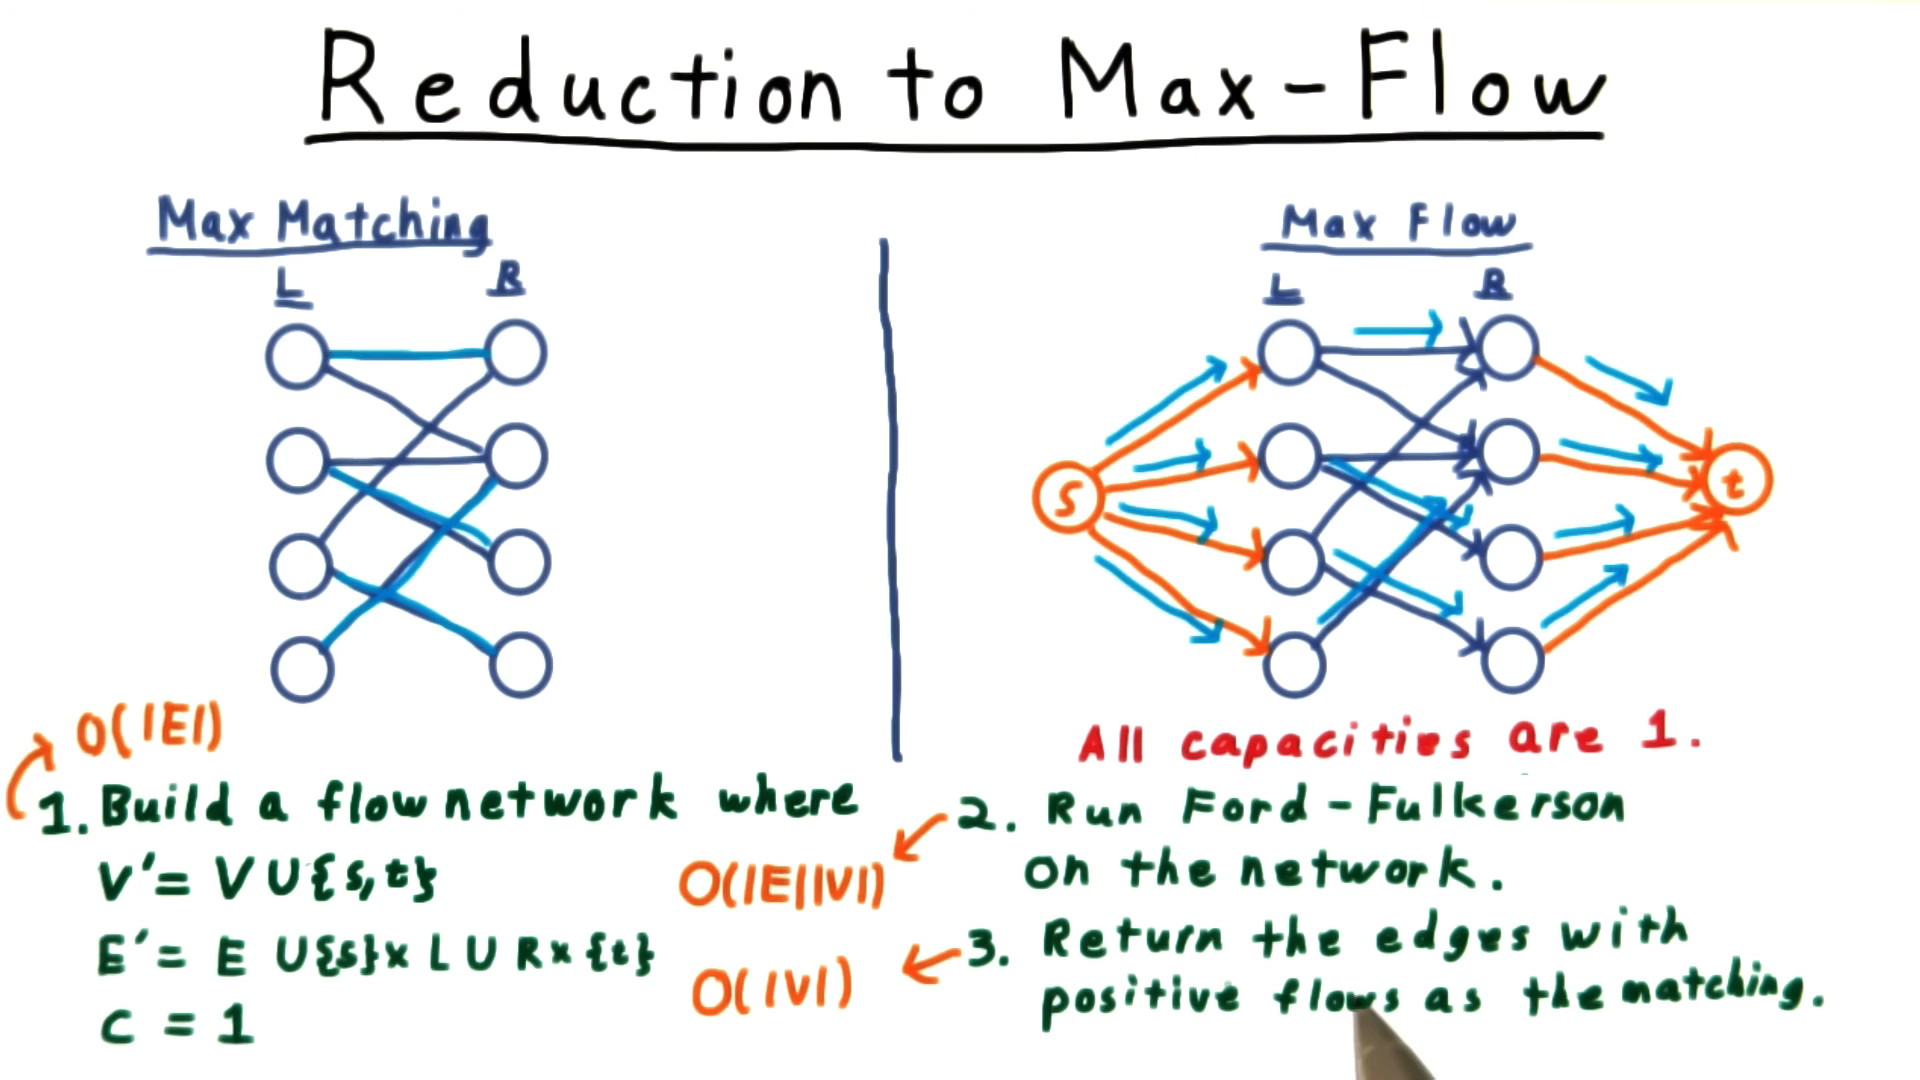 Reduction to Max-Flow
Max Matching
L R
Max Flow
L R
s
t
All capacities are 1.
O(|E|)
1. Build a flow network where
V′= V U {s,t}
E′= E U {s} x L U R x {t}
C = 1
2. Run Ford-Fulkerson
on the network.
O(|E||V|)
3. Return the edges with
positive flows as the matching.
O(|V|)